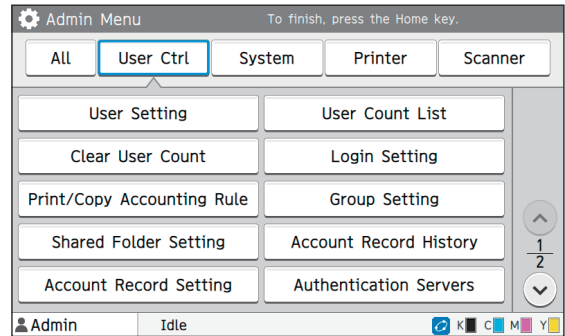 Admin Menu To finish, press the Home key.
All User Ctrl System Printer Scanner
User Setting User Count List
Clear User Count Login Setting
Print/Copy Accounting Rule Group Setting
Shared Folder Setting Account Record History
Account Record Setting Authentication Servers
1
2
Admin Idle K C M Y